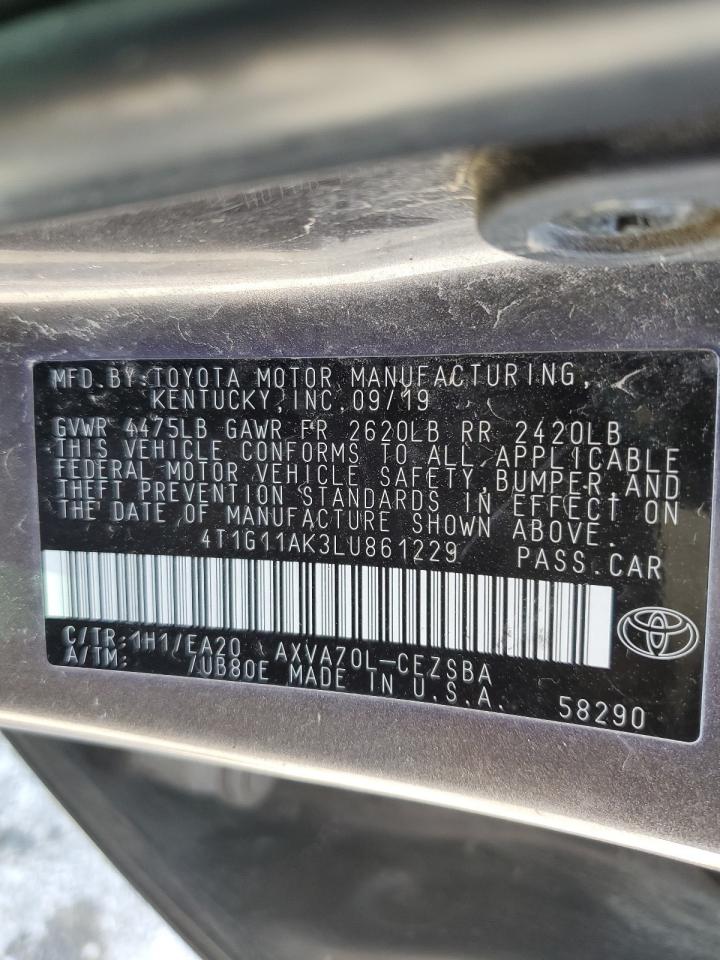 MFD.BY:TOYOTA MOTOR MANUFACTURING,
KENTUCKY,INC.09/19
GVWR 4475LB GAWR FR 2620LB RR 2420LB
THIS VEHICLE CONFORMS TO ALL APPLICABLE
FEDERAL MOTOR VEHICLE SAFETY,BUMPER,AND
THEFT PREVENTION STANDARDS IN EFFECT ON
THE DATE OF MANUFACTURE SHOWN ABOVE.
4T1G11AK3LU861229 PASS.CAR
C/TR:1H1/EA20 AXVA70L-CEZSBA
A/TM: /UB80E MADE IN U.S.A.
58290